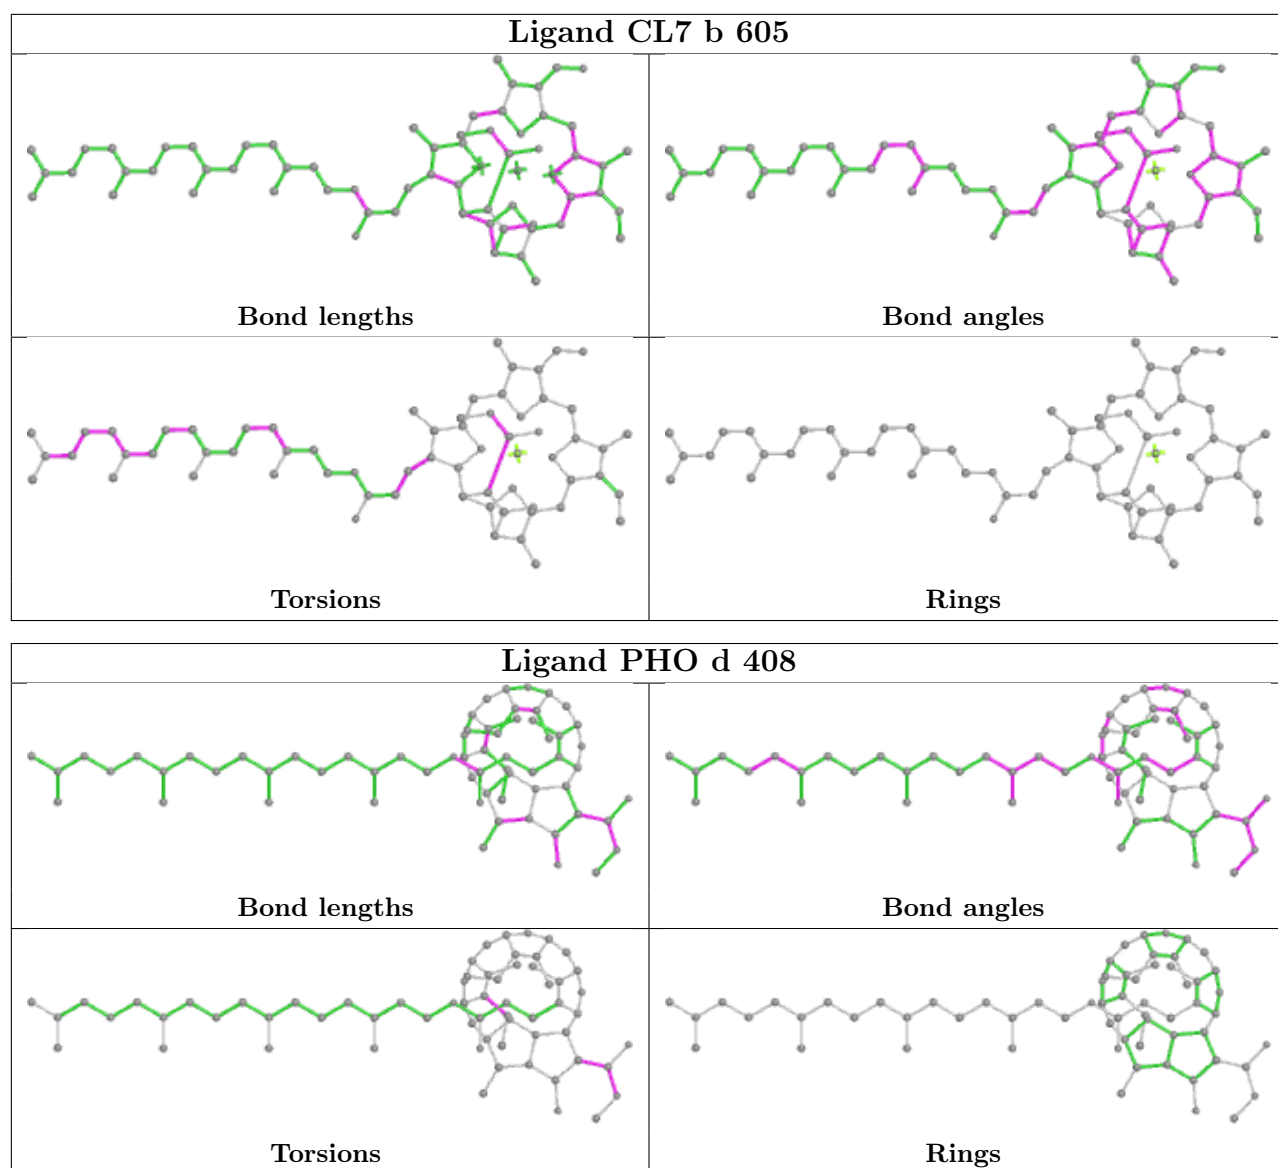 Ligand CL7 b 605
Bond lengths
Bond angles
Torsions
Rings
Ligand PHO d 408
Bond lengths
Bond angles
Torsions
Rings